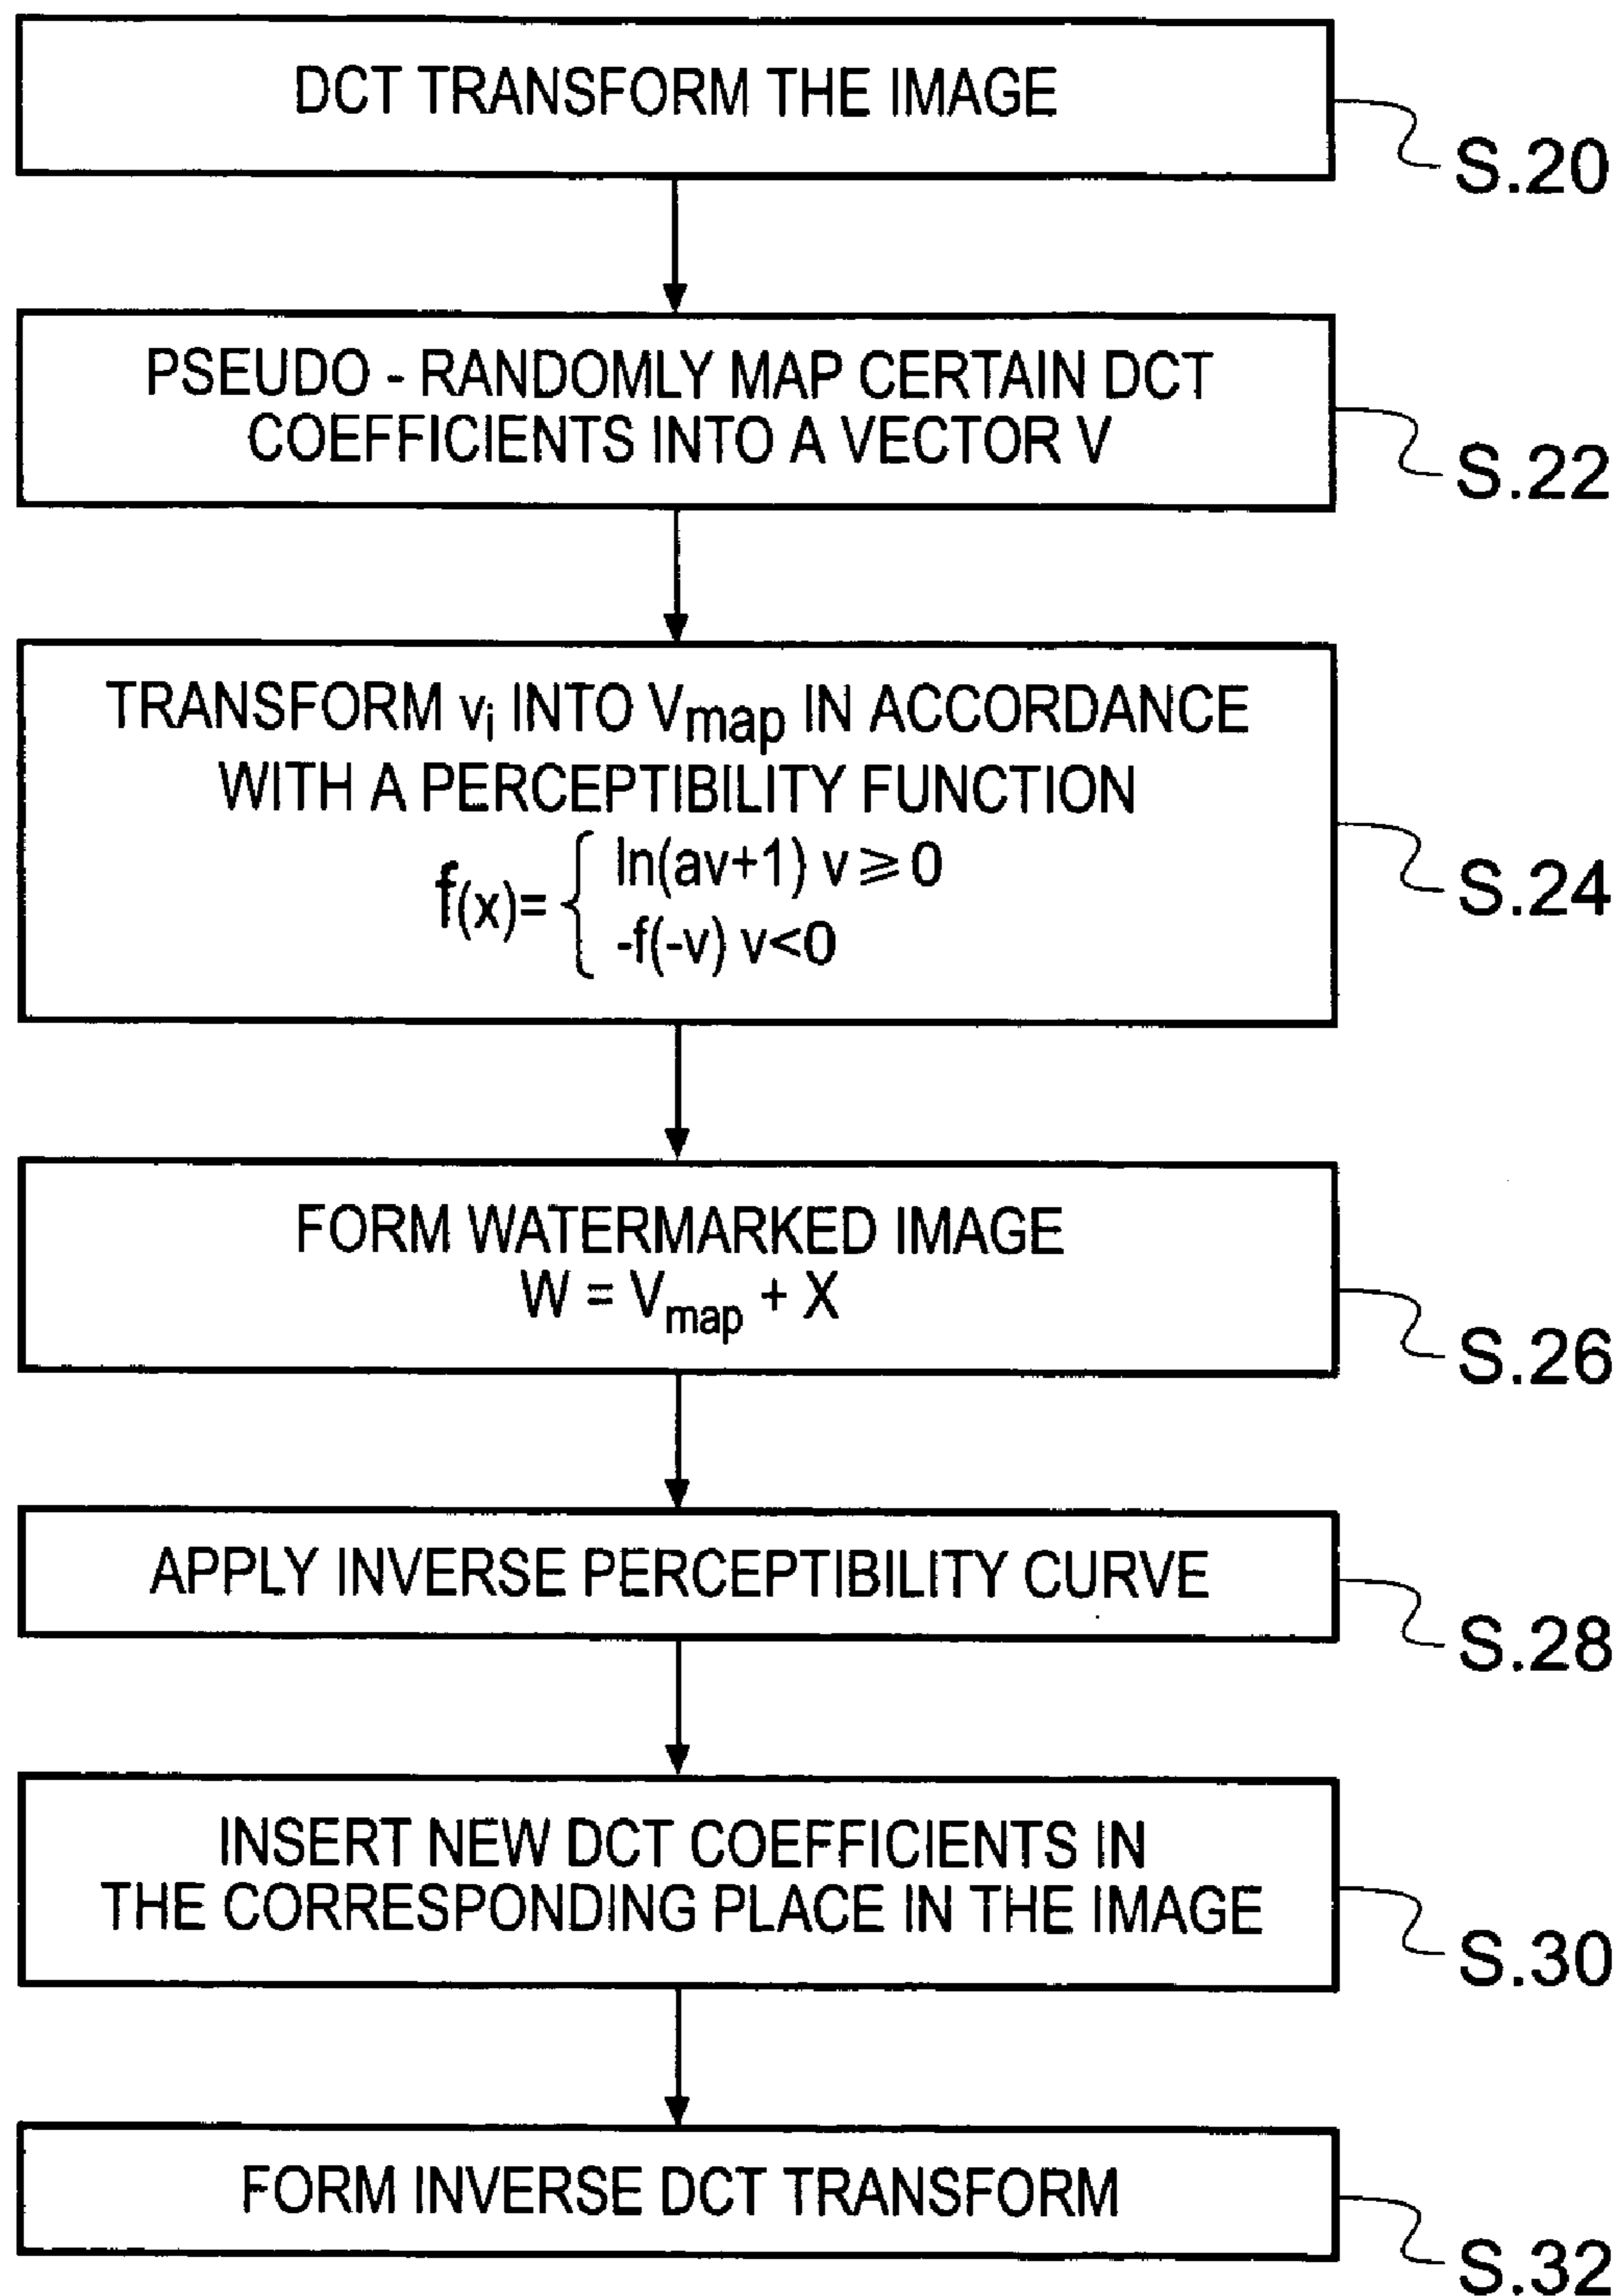 DCT TRANSFORM THE IMAGE
S.20
PSEUDO - RANDOMLY MAP CERTAIN DCT
COEFFICIENTS INTO A VECTOR V
S.22
TRANSFORM vi INTO Vmap IN ACCORDANCE
WITH A PERCEPTIBILITY FUNCTION
f(x)= { ln(av+1) v ⩾ 0
-f(-v) v<0
S.24
FORM WATERMARKED IMAGE
W = Vmap + X
S.26
APPLY INVERSE PERCEPTIBILITY CURVE
S.28
INSERT NEW DCT COEFFICIENTS IN
THE CORRESPONDING PLACE IN THE IMAGE
S.30
FORM INVERSE DCT TRANSFORM
S.32